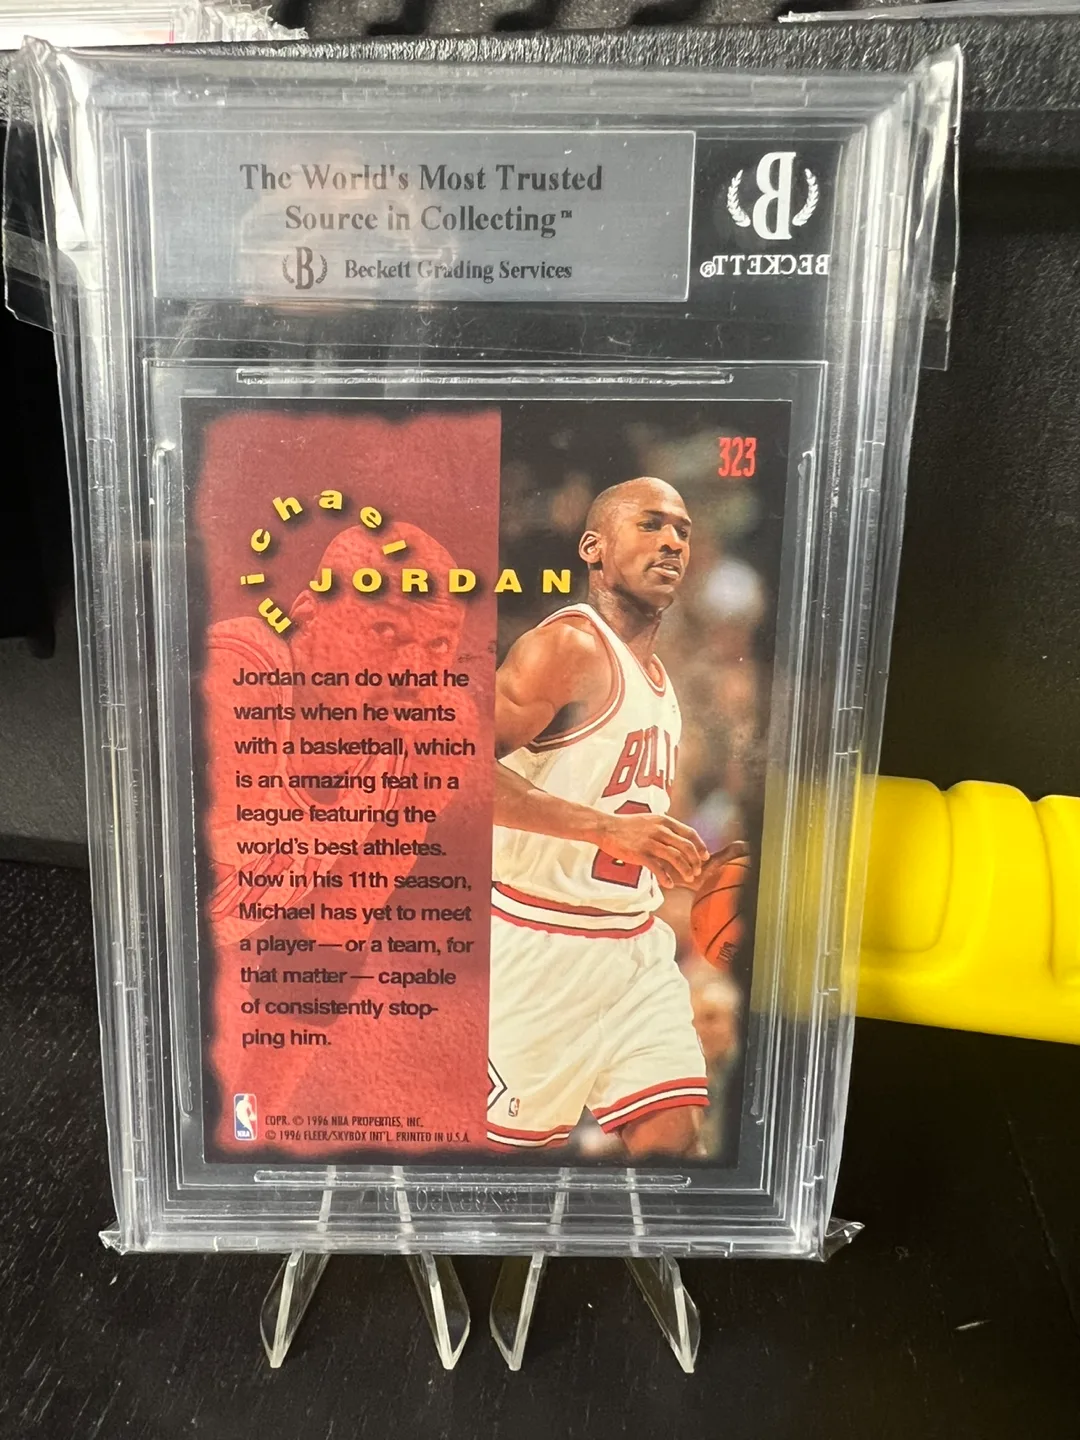 The World's Most Trusted
Source in Collecting™
B Beckett Grading Services
B
BECKETT®
323
michael
JORDAN
Jordan can do what he
wants when he wants
with a basketball, which
is an amazing feat in a
league featuring the
world's best athletes.
Now in his 11th season,
Michael has yet to meet
a player—or a team, for
that matter—capable
of consistently stop-
ping him.
BULL
2
NBA
COPR. © 1996 NBA PROPERTIES, INC.
© 1996 FLEER/SKYBOX INT'L. PRINTED IN U.S.A.